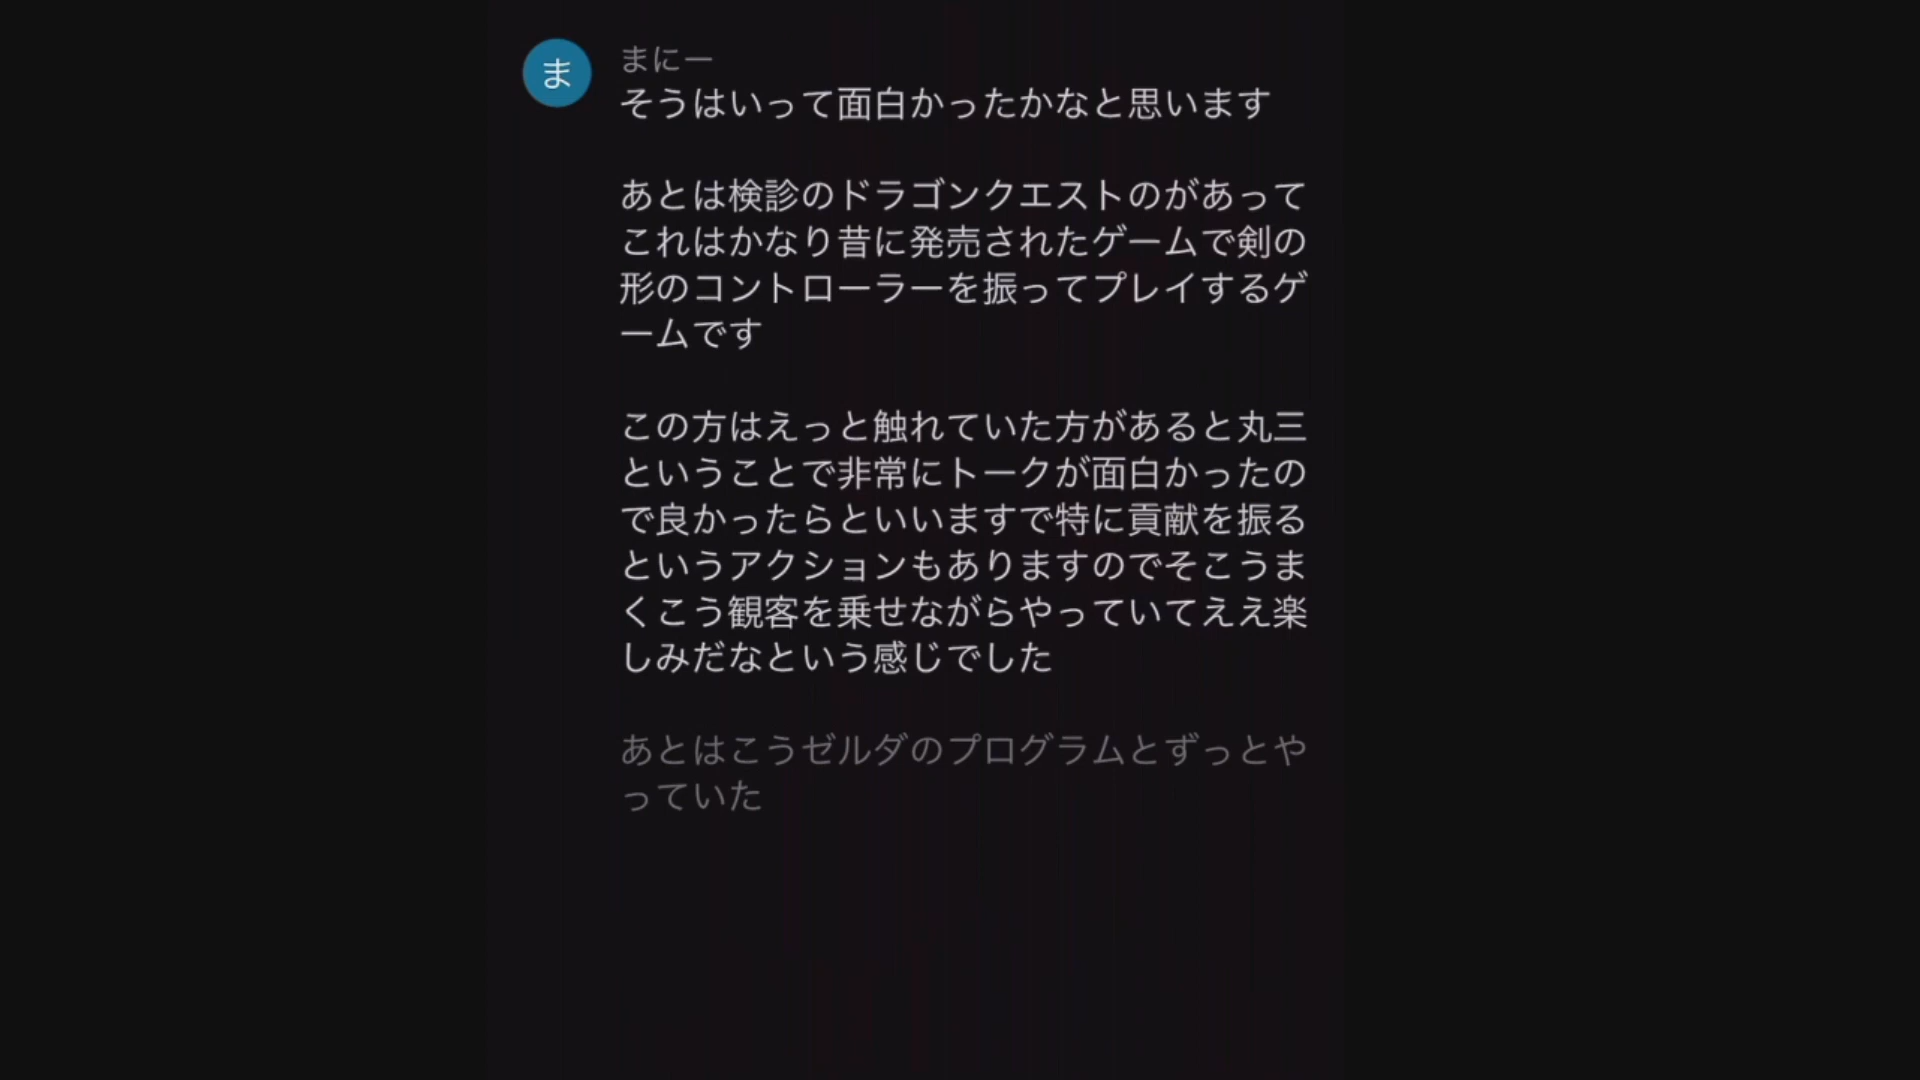 ま
まにー
そうはいって面白かったかなと思います
あとは検診のドラゴンクエストのがあって
これはかなり昔に発売されたゲームで剣の
形のコントローラーを振ってプレイするゲ
ームです
この方はえっと触れていた方があると丸三
ということで非常にトークが面白かったの
で良かったらといいますで特に貢献を振る
というアクションもありますのでそこうま
くこう観客を乗せながらやっていてええ楽
しみだなという感じでした
あとはこうゼルダのプログラムとずっとや
っていた